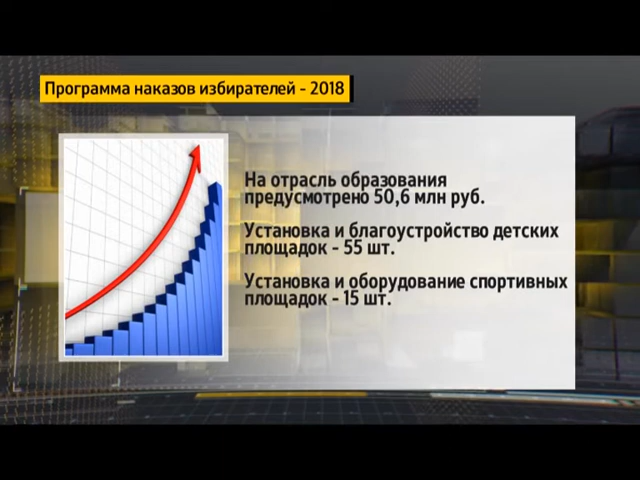 Программа наказов избирателей - 2018
На отрасль образования
предусмотрено 50,6 млн руб.
Установка и благоустройство детских
площадок - 55 шт.
Установка и оборудование спортивных
площадок - 15 шт.